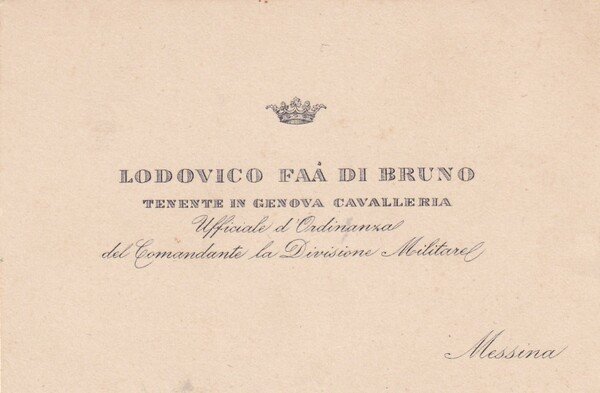 LODOVICO FAÀ DI BRUNO
TENENTE IN GENOVA CAVALLERIA
Ufficiale d'Ordinanza
del Comandante la Divisione Militare
Messina